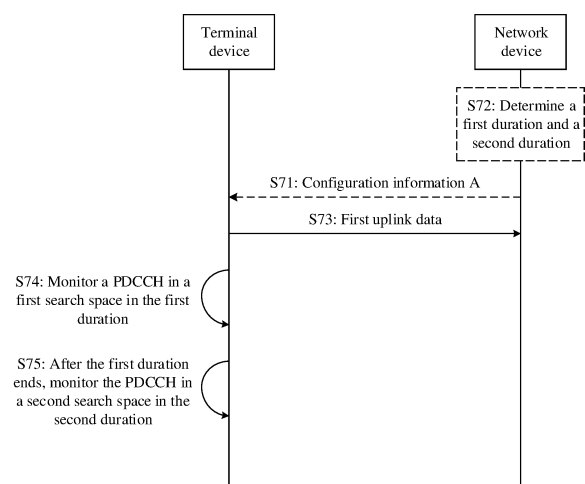 Terminal
device
Network
device
S72: Determine a
first duration and a
second duration
S71: Configuration information A
S73: First uplink data
S74: Monitor a PDCCH in a
first search space in the first
duration
S75: After the first duration
ends, monitor the PDCCH in
a second search space in the
second duration